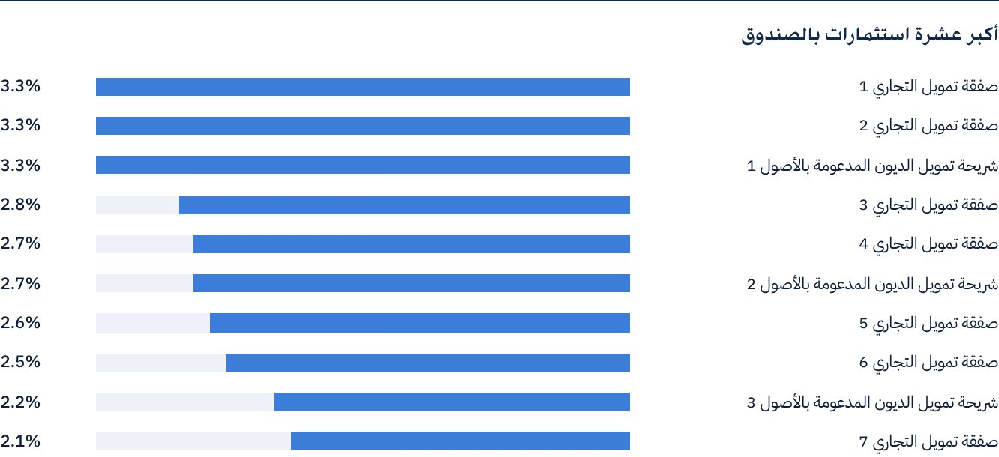 أكبر عشرة استثمارات بالصندوق
صفقة تمويل التجاري 1 3.3%
صفقة تمويل التجاري 2 3.3%
شريحة تمويل الديون المدعومة بالأصول 1 3.3%
صفقة تمويل التجاري 3 2.8%
صفقة تمويل التجاري 4 2.7%
شريحة تمويل الديون المدعومة بالأصول 2 2.7%
صفقة تمويل التجاري 5 2.6%
صفقة تمويل التجاري 6 2.5%
شريحة تمويل الديون المدعومة بالأصول 3 2.2%
صفقة تمويل التجاري 7 2.1%